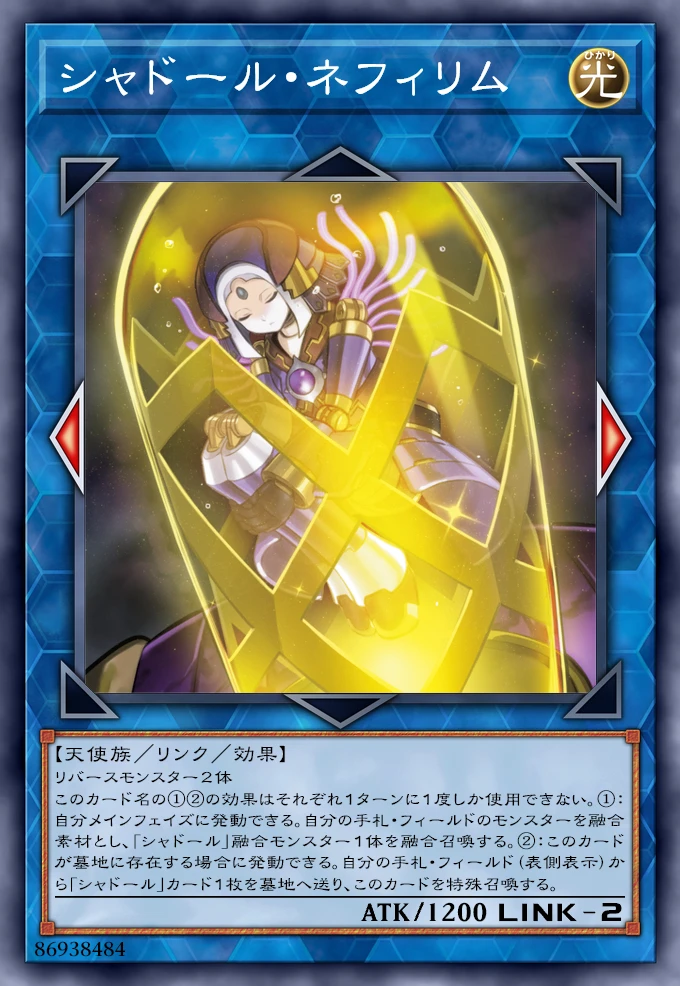 シャドール・ネフィリム
ひかり
光
【天使族／リンク／効果】
リバースモンスター２体
このカード名の①②の効果はそれぞれ１ターンに１度しか使用できない。①：
自分メインフェイズに発動できる。自分の手札・フィールドのモンスターを融合
素材とし、「シャドール」融合モンスター１体を融合召喚する。②：このカード
が墓地に存在する場合に発動できる。自分の手札・フィールド（表側表示）か
ら「シャドール」カード１枚を墓地へ送り、このカードを特殊召喚する。
ATK/1200 LINK-2
86938484